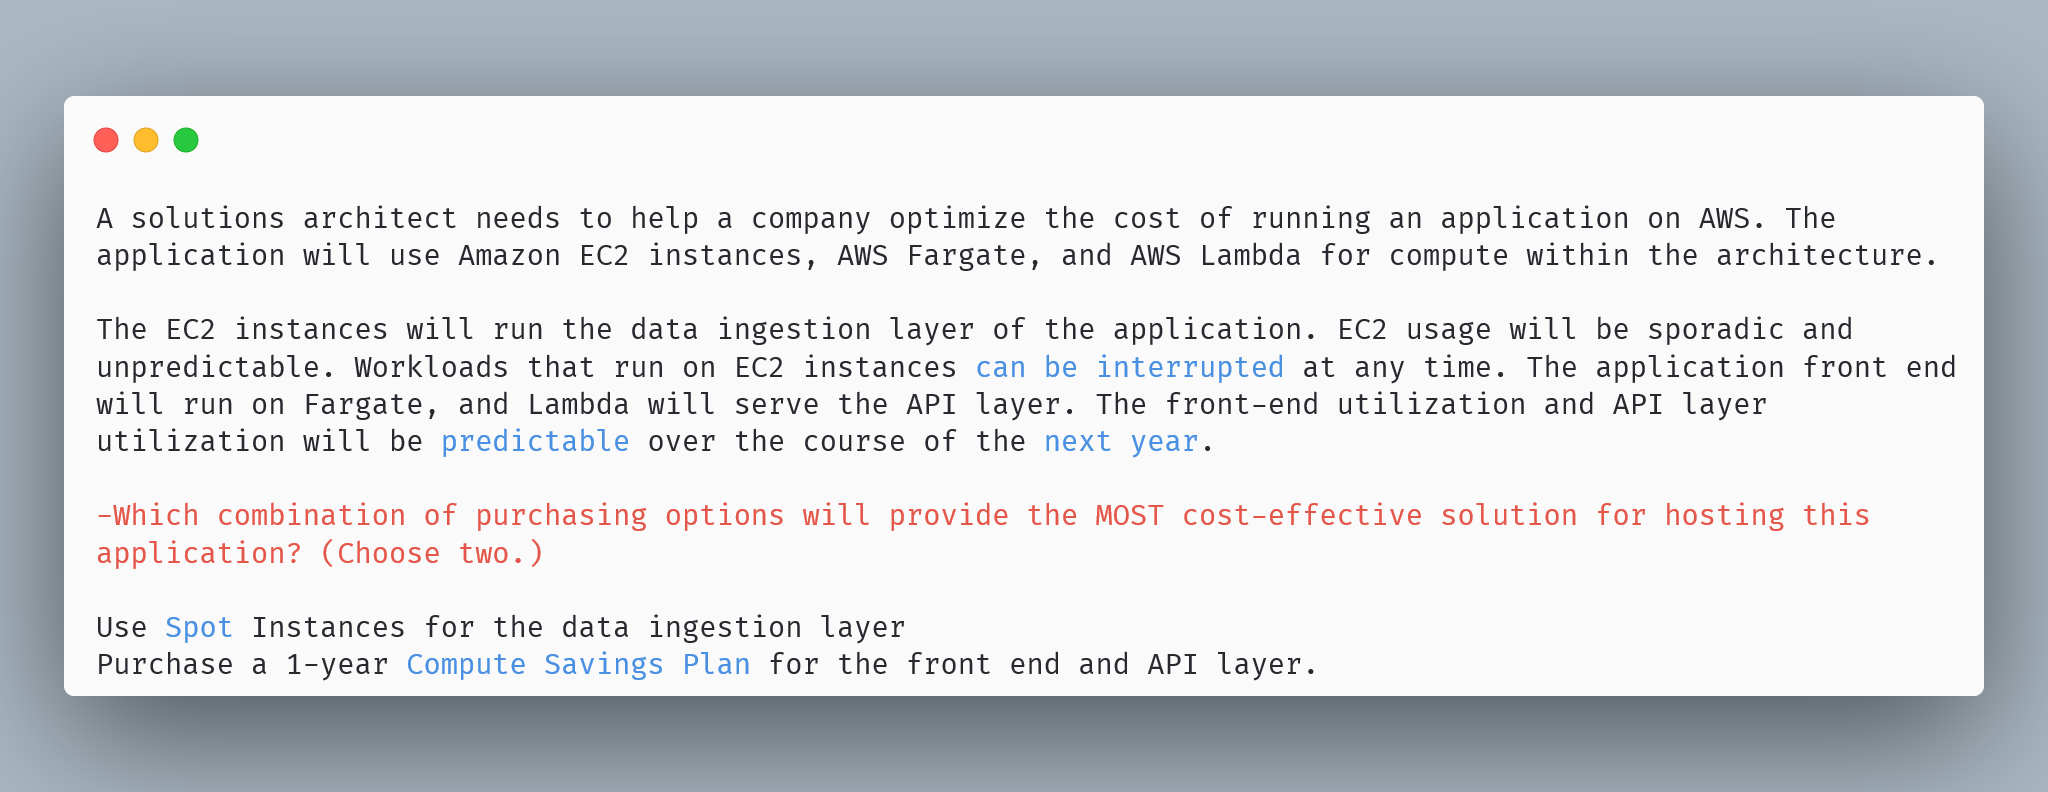 A solutions architect needs to help a company optimize the cost of running an application on AWS. The
application will use Amazon EC2 instances, AWS Fargate, and AWS Lambda for compute within the architecture.
The EC2 instances will run the data ingestion layer of the application. EC2 usage will be sporadic and
unpredictable. Workloads that run on EC2 instances can be interrupted at any time. The application front end
will run on Fargate, and Lambda will serve the API layer. The front-end utilization and API layer
utilization will be predictable over the course of the next year.
-Which combination of purchasing options will provide the MOST cost-effective solution for hosting this
application? (Choose two.)
Use Spot Instances for the data ingestion layer
Purchase a 1-year Compute Savings Plan for the front end and API layer.